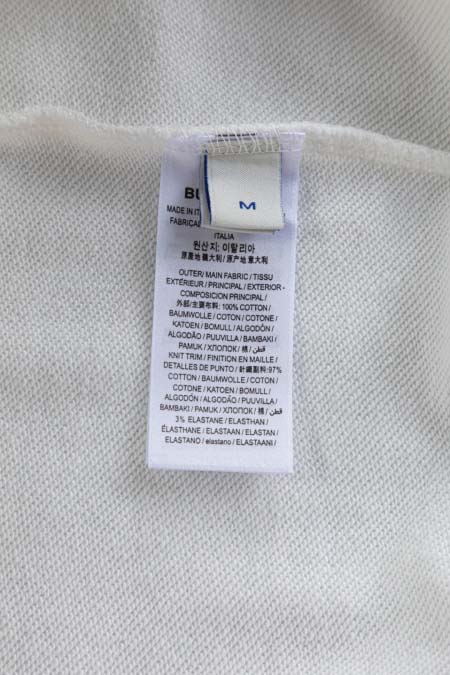 M
BU
MADE IN IT
FABRICA
ITALIA
원산지: 이탈리아
原產地 義大利 / 原产地 意大利
OUTER/ MAIN FABRIC / TISSU
EXTÉRIEUR / PRINCIPAL / EXTERIOR -
COMPOSICION PRINCIPAL /
外部/主要布料: 100% COTTON /
BAUMWOLLE / COTON / COTONE /
KATOEN / BOMULL / ALGODÓN /
ALGODÃO / PUUVILLA / BAMBAKI /
PAMUK / ХЛОПОК / 棉 / قطن /
KNIT TRIM / FINITION EN MAILLE /
DETALLES DE PUNTO / 針織副料: 97%
COTTON / BAUMWOLLE / COTON /
COTONE / KATOEN / BOMULL /
ALGODÓN / ALGODÃO / PUUVILLA /
BAMBAKI / PAMUK / ХЛОПОК / 棉 / قطن /
3% ELASTANE / ELASTHAN /
ÉLASTHANE / ELASTAAN / ELASTAN /
ELASTANO / elastano / ELASTAANI /